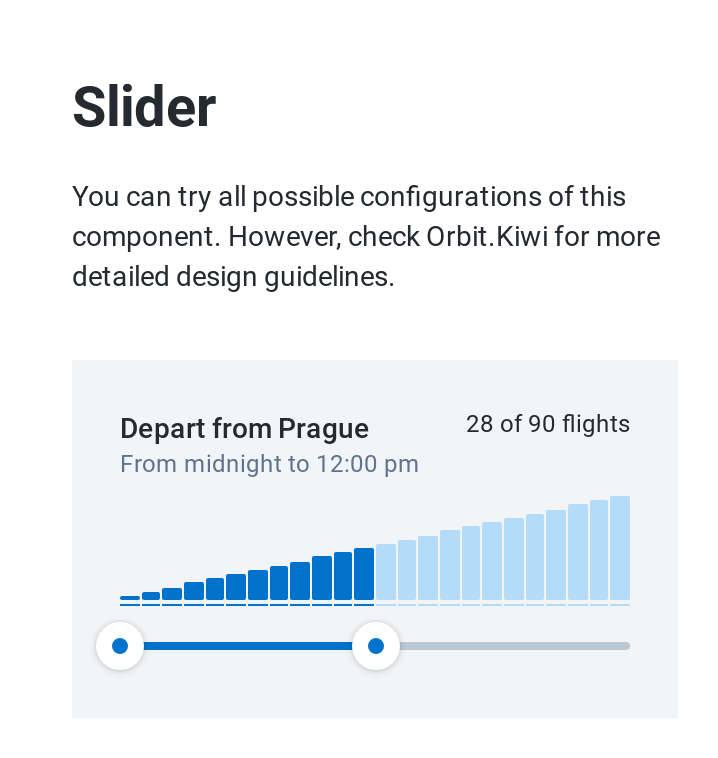 Slider
You can try all possible configurations of this
component. However, check Orbit.Kiwi for more
detailed design guidelines.
Depart from Prague
28 of 90 flights
From midnight to 12:00 pm